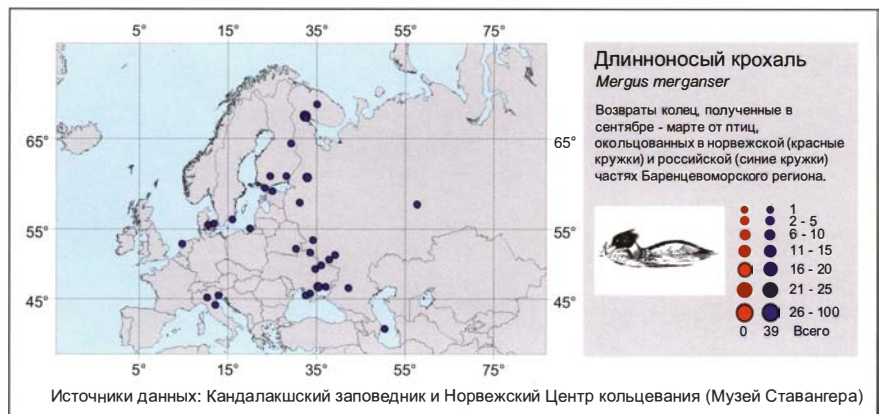 5° 15° 35° 55° 75°
65° 65°
55° 55°
45° 45°
5° 15° 35° 55° 75°
Длинноносый крохаль
Mergus merganser
Возвраты колец, полученные в
сентябре - марте от птиц,
окольцованных в норвежской (красные
кружки) и российской (синие кружки)
частях Баренцевоморского региона.
1
2 - 5
6 - 10
11 - 15
16 - 20
21 - 25
26 - 100
0 39 Всего
Источники данных: Кандалакшский заповедник и Норвежский Центр кольцевания (Музей Ставангера)